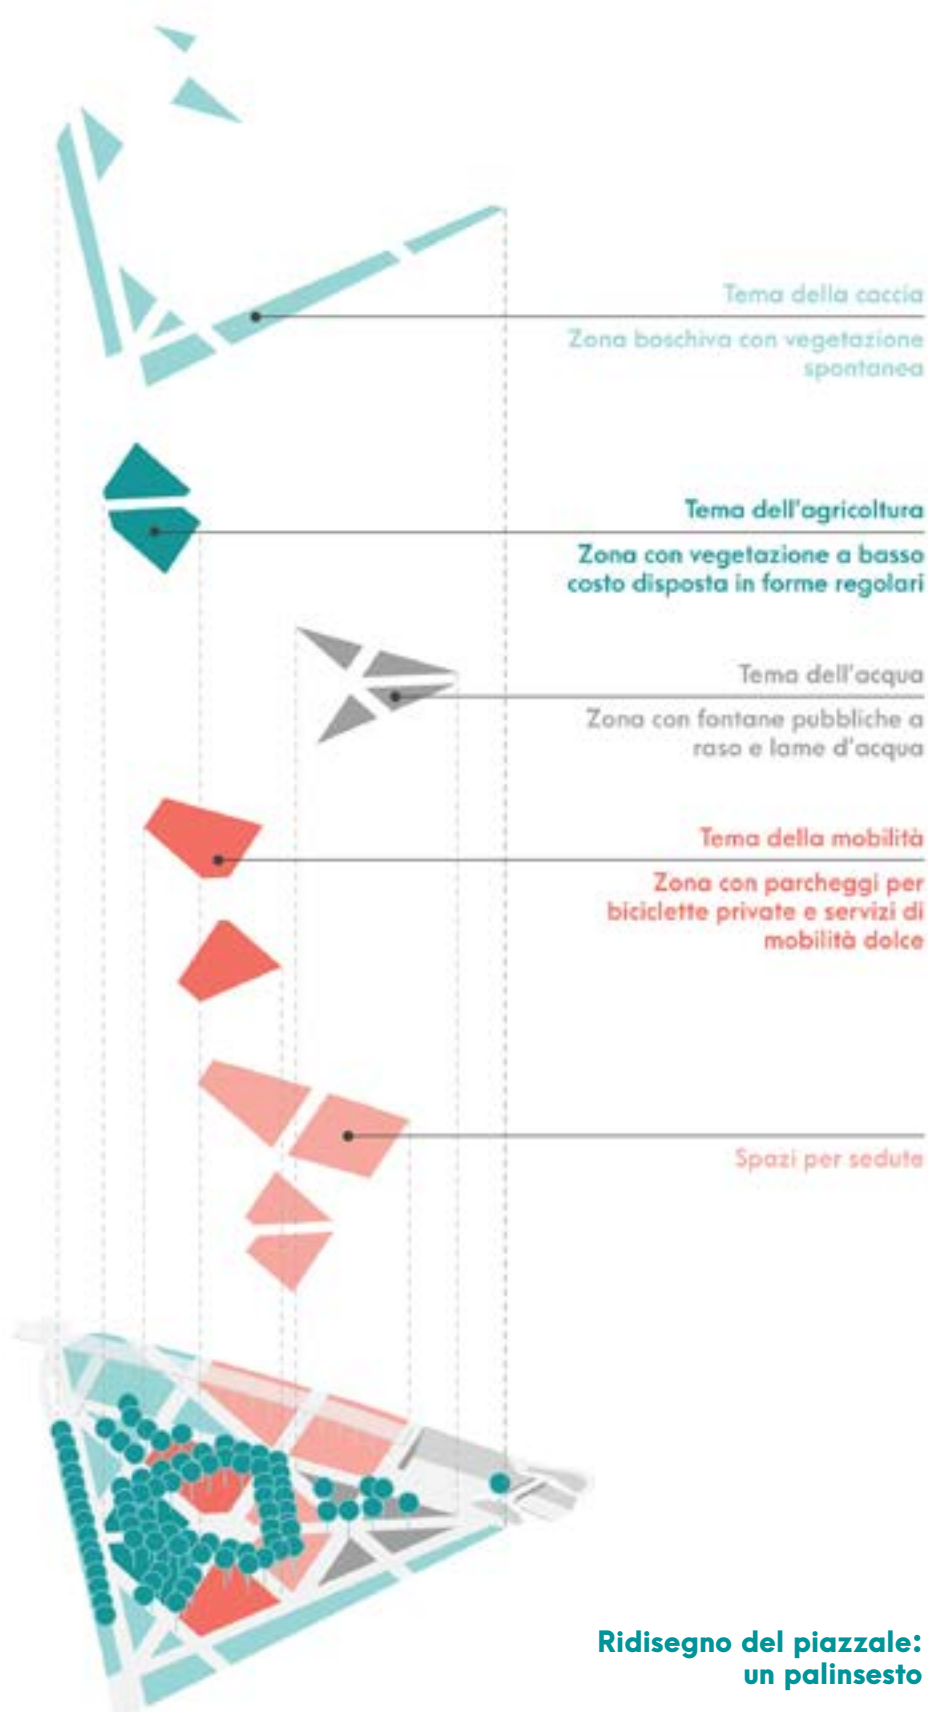 Tema della caccia
Zona boschiva con vegetazione
spontanea
Tema dell'agricoltura
Zona con vegetazione a basso
costo disposta in forme regolari
Tema dell'acqua
Zona con fontane pubbliche a
raso e lame d'acqua
Tema della mobilità
Zona con parcheggi per
biciclette private e servizi di
mobilità dolce
Spazi per sedute
Ridisegno del piazzale:
un palinsesto